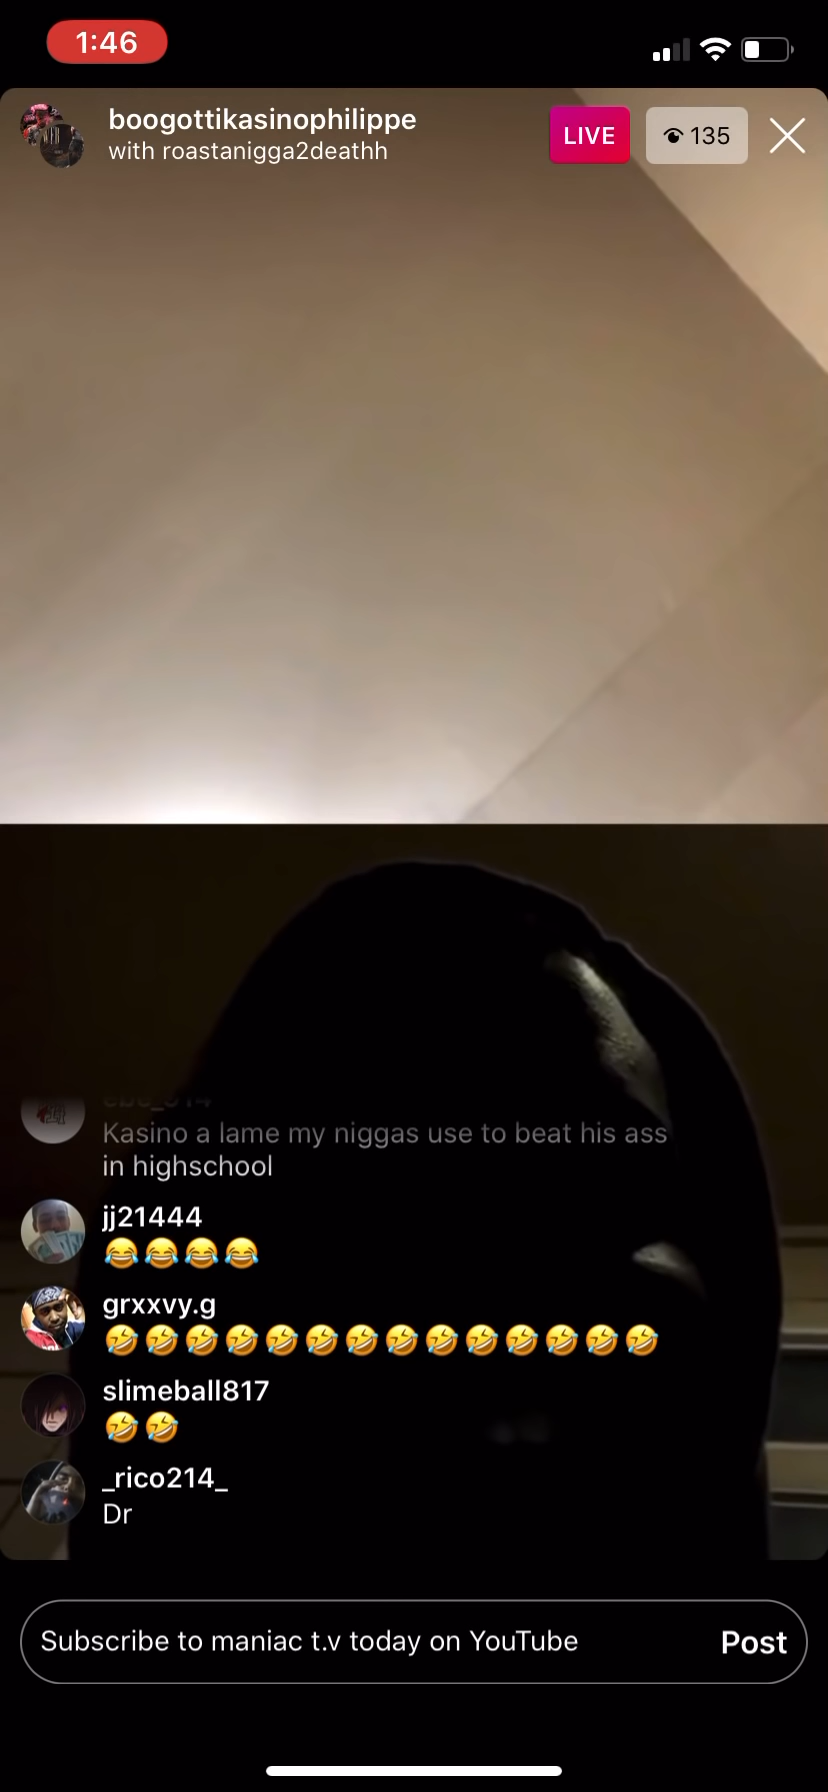 1:46
boogottikasinophilippe
LIVE
135
with roastanigga2deathh
Kasino a lame my niggas use to beat his ass
in highschool
jj21444
😂😂😂😂
grxxvy.g
🤣🤣🤣🤣🤣🤣🤣🤣🤣🤣🤣🤣🤣🤣
slimeball817
🤣🤣
_rico214_
Dr
Subscribe to maniac t.v today on YouTube
Post